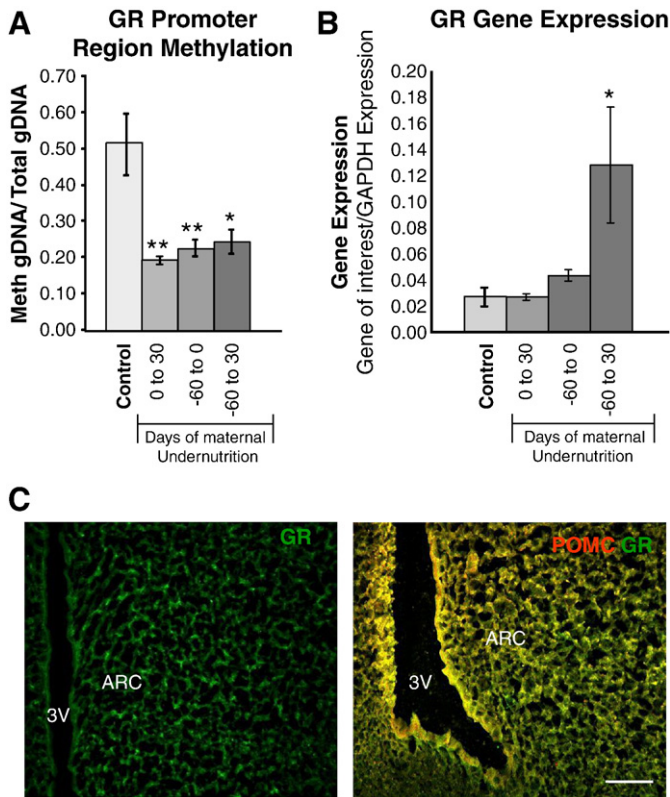 A
GR Promoter
Region Methylation
Meth gDNA/Total gDNA
0.70
0.60
0.50
0.40
0.30
0.20
0.10
0.00
**
**
*
Control
0 to 30
-60 to 0
-60 to 30
Days of maternal
Undernutrition
B
GR Gene Expression
Gene Expression
Gene of interest/GAPDH Expression
0.20
0.18
0.16
0.14
0.12
0.10
0.08
0.06
0.04
0.02
0.00
*
Control
0 to 30
-60 to 0
-60 to 30
Days of maternal
Undernutrition
C
GR
ARC
3V
POMC GR
ARC
3V